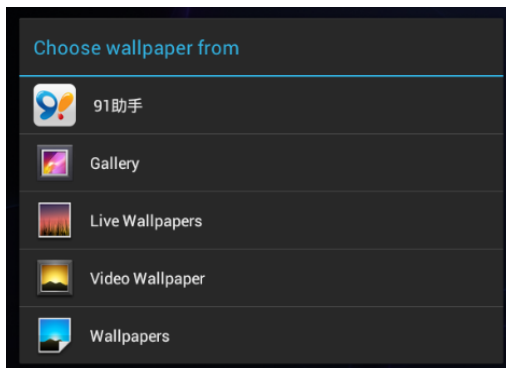 Choose wallpaper from
91助手
Gallery
Live Wallpapers
Video Wallpaper
Wallpapers